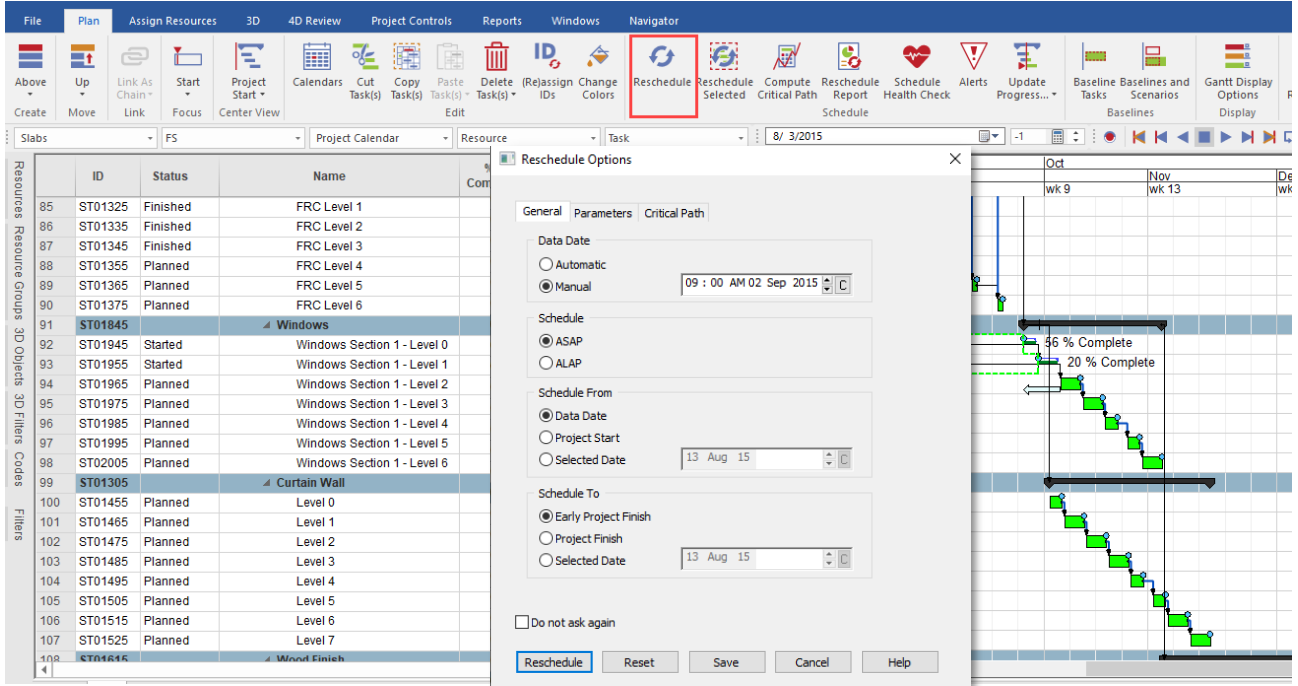 File Plan Assign Resources 3D 4D Review Project Controls Reports Windows Navigator
Above Up Link As Chain Start Project Start Calendars Cut Task(s) Copy Task(s) Paste Task(s) Delete Task(s) (Re)assign IDs Change Colors Reschedule Reschedule Selected Compute Critical Path Reschedule Report Schedule Health Check Alerts Update Progress... Baseline Tasks Baselines and Scenarios Gantt Display Options
Create Move Link Focus Center View Edit Schedule Baselines Display
Slabs FS Project Calendar Resource Task 8/ 3/2015 -1
Resources Resource Groups 3D Objects 3D Filters Codes Filters
ID Status Name %
Com
Oct
Nov
De
wk 9 wk 13 wk
85 ST01325 Finished FRC Level 1
86 ST01335 Finished FRC Level 2
87 ST01345 Finished FRC Level 3
88 ST01355 Planned FRC Level 4
89 ST01365 Planned FRC Level 5
90 ST01375 Planned FRC Level 6
91 ST01845 Windows
92 ST01945 Started Windows Section 1 - Level 0
93 ST01955 Started Windows Section 1 - Level 1
94 ST01965 Planned Windows Section 1 - Level 2
95 ST01975 Planned Windows Section 1 - Level 3
96 ST01985 Planned Windows Section 1 - Level 4
97 ST01995 Planned Windows Section 1 - Level 5
98 ST02005 Planned Windows Section 1 - Level 6
99 ST01305 Curtain Wall
100 ST01455 Planned Level 0
101 ST01465 Planned Level 1
102 ST01475 Planned Level 2
103 ST01485 Planned Level 3
104 ST01495 Planned Level 4
105 ST01505 Planned Level 5
106 ST01515 Planned Level 6
107 ST01525 Planned Level 7
108 ST01615 Wood Finish
Reschedule Options
General Parameters Critical Path
Data Date
Automatic
Manual 09 : 00 AM 02 Sep 2015 C
Schedule
ASAP
ALAP
Schedule From
Data Date
Project Start
Selected Date 13 Aug 15 C
Schedule To
Early Project Finish
Project Finish
Selected Date 13 Aug 15 C
Do not ask again
Reschedule Reset Save Cancel Help
56 % Complete
20 % Complete